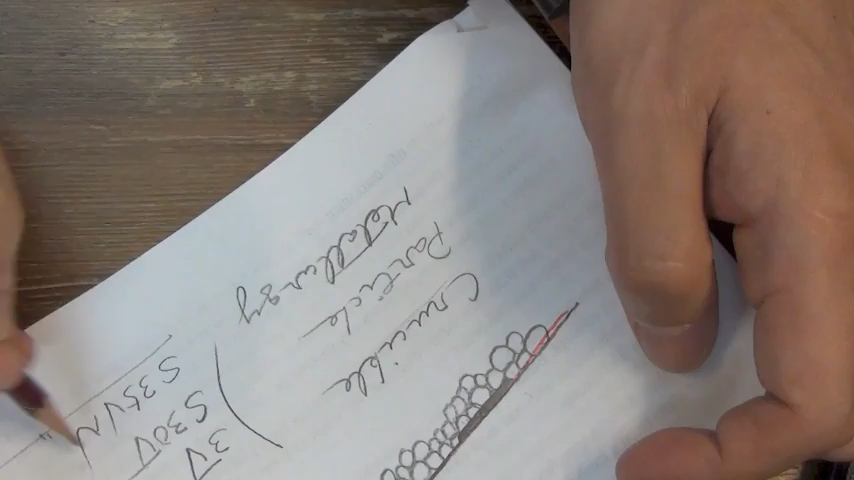 Crucible
Particle
Metallurgy
3V
S30V
S35VN